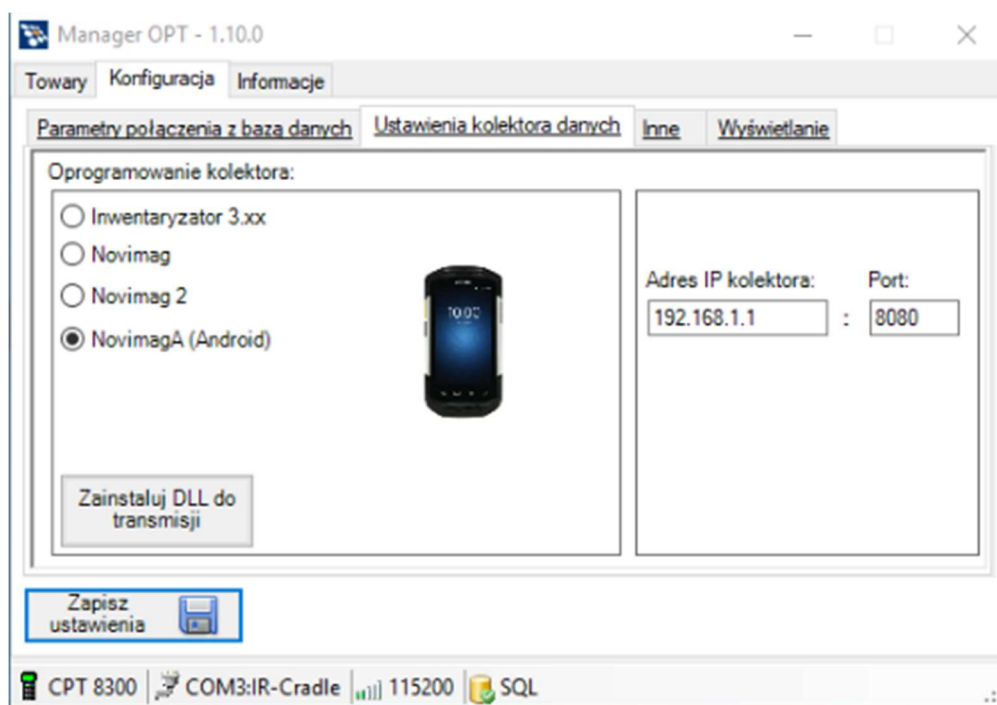 Manager OPT - 1.10.0
Towary Konfiguracja Informacje
Parametry połączenia z bazą danych Ustawienia kolektora danych Inne Wyświetlanie
Oprogramowanie kolektora:
Inwentaryzator 3.xx
Novimag
Novimag 2
NovimagA (Android)
10:00
Adres IP kolektora: Port:
192.168.1.1 : 8080
Zainstaluj DLL do
transmisji
Zapisz
ustawienia
CPT 8300 COM3:IR-Cradle 115200 SQL